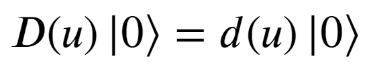 D(u) |0⟩ = d(u) |0⟩